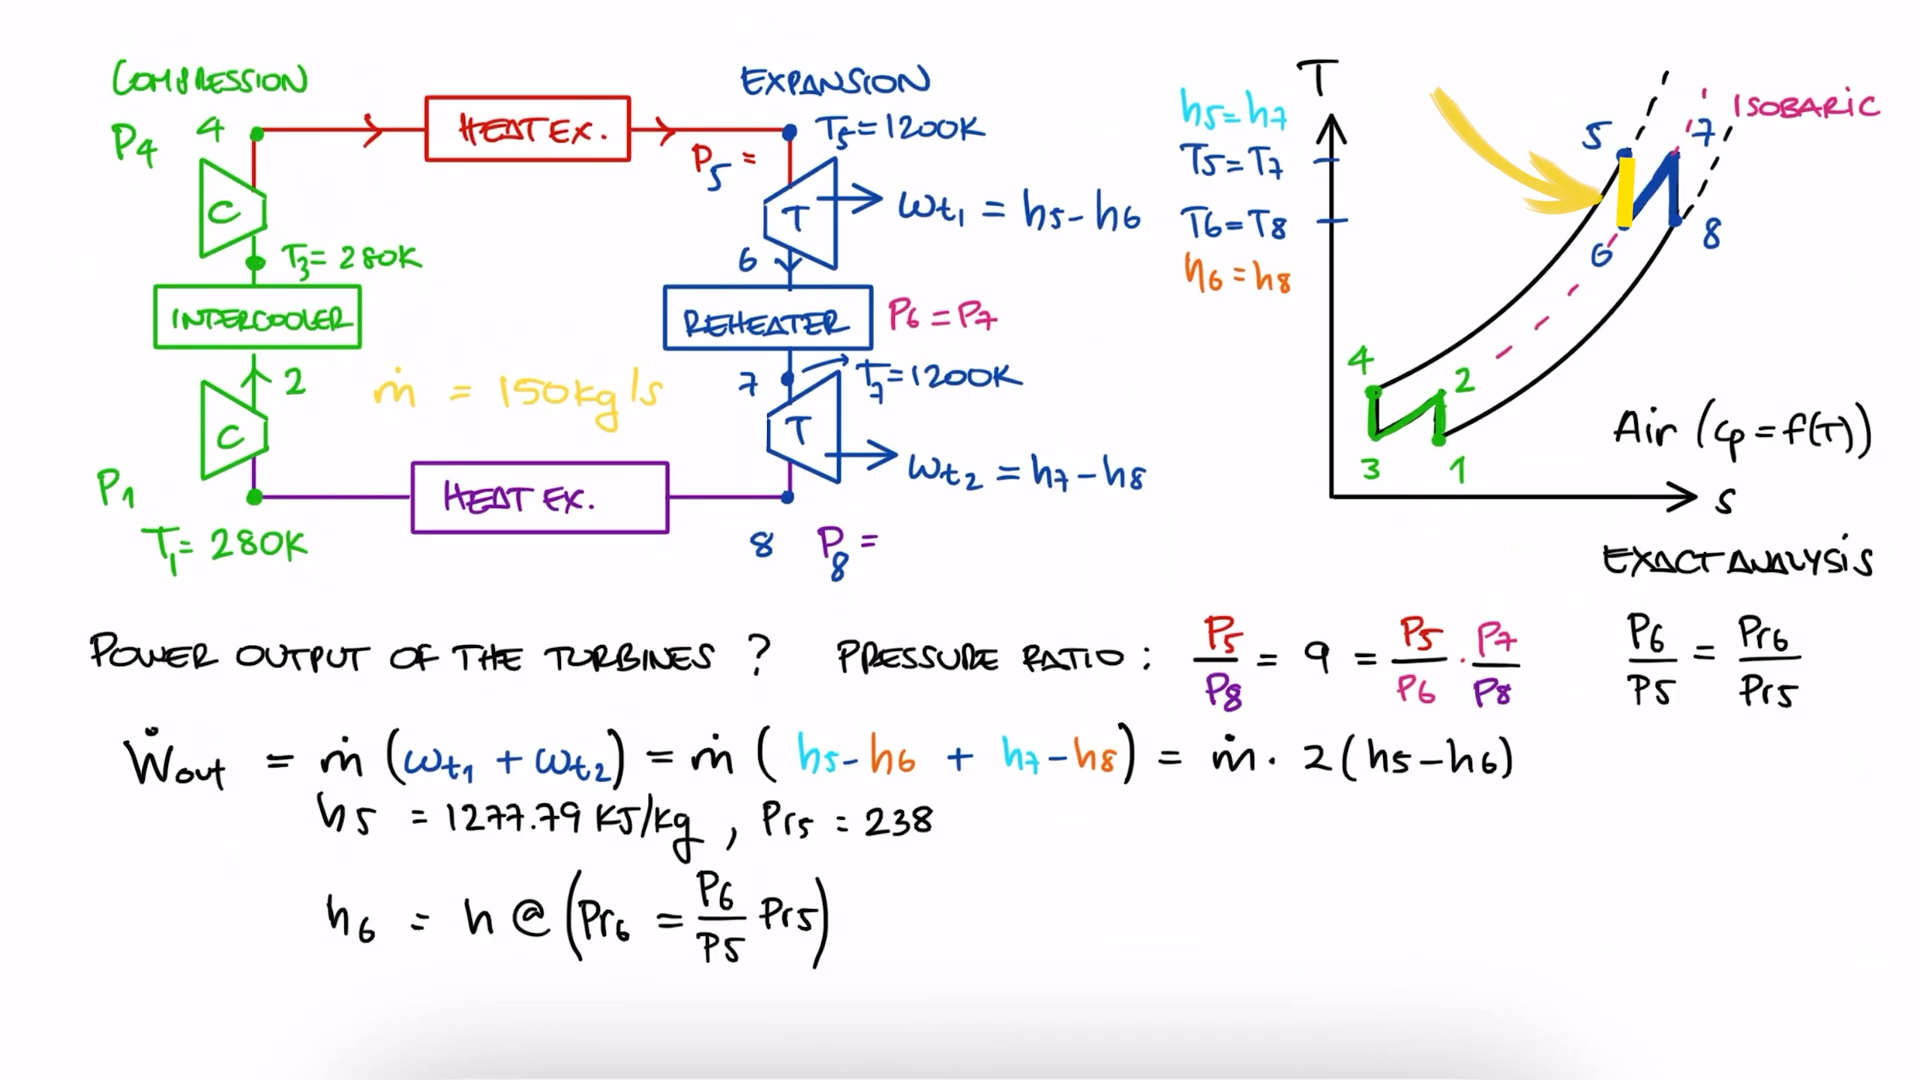 COMPRESSION
P4
4
C
T3 = 280K
INTERCOOLER
2
C
P1
T1 = 280K
HEAT EX.
HEAT EX.
ṁ = 150kg/s
EXPANSION
T5 = 1200K
P5 =
T
ωt1 = h5 - h6
6
REHEATER
P6 = P7
7
T7 = 1200K
T
ωt2 = h7 - h8
8
P8 =
T
h5 = h7
T5 = T7
T6 = T8
h6 = h8
5
7
ISOBARIC
6
8
4
2
3
1
S
Air (cp = f(T))
EXACT ANALYSIS
POWER OUTPUT OF THE TURBINES ? PRESSURE RATIO : P5/P8 = 9 = P5/P6 · P7/P8
P6/P5 = Pr6/Pr5
Ẇout = ṁ (ωt1 + ωt2) = ṁ ( h5 - h6 + h7 - h8 ) = ṁ · 2 ( h5 - h6 )
h5 = 1277.79 KJ/kg , Pr5 = 238
h6 = h @ (Pr6 = P6/P5 Pr5)